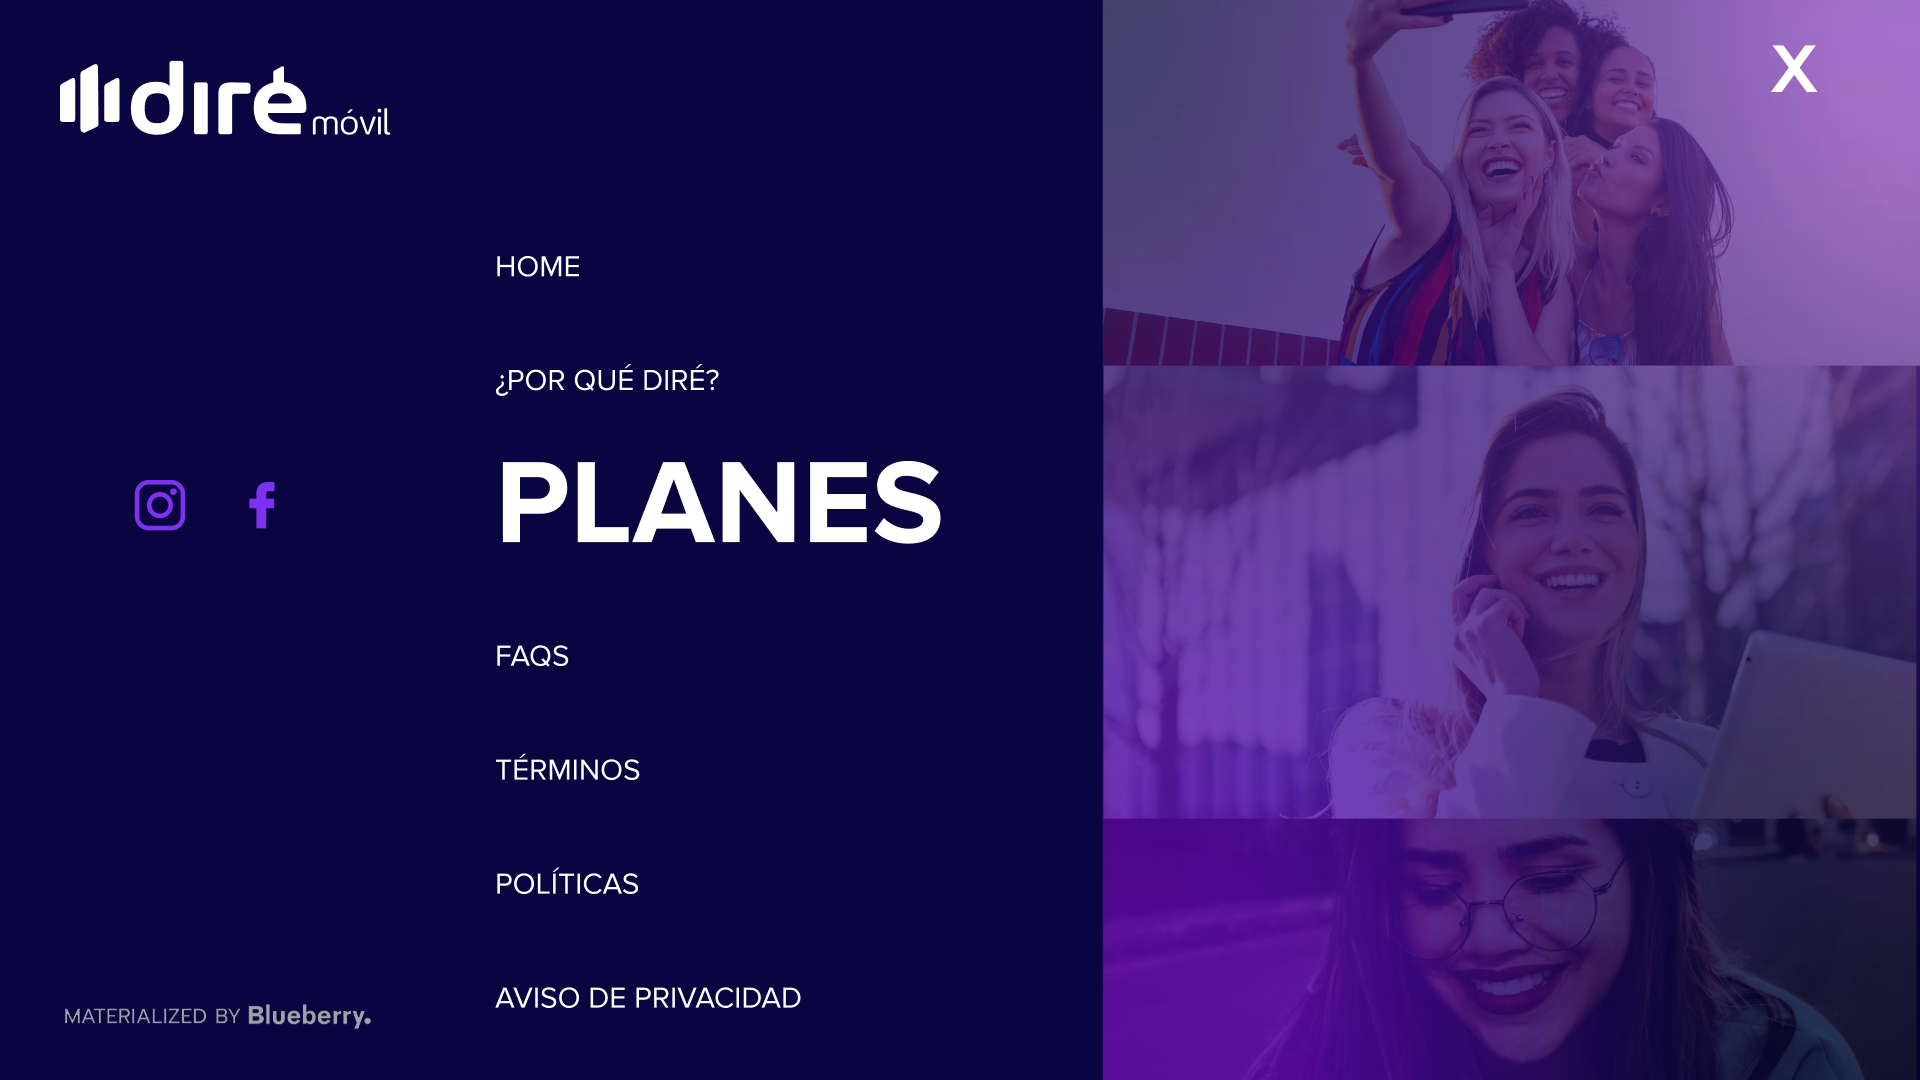 diré móvil
X
HOME
¿POR QUÉ DIRÉ?
PLANES
FAQS
TÉRMINOS
POLÍTICAS
AVISO DE PRIVACIDAD
MATERIALIZED BY Blueberry.